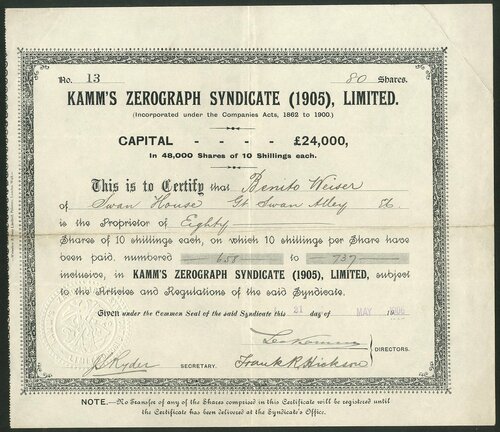 No. 13 80 Shares.
KAMM'S ZEROGRAPH SYNDICATE (1905), LIMITED.
(Incorporated under the Companies Acts, 1862 to 1900.)
CAPITAL - - - - £24,000,
In 48,000 Shares of 10 Shillings each.
This is to Certify that Benito Weiser
of Swan House Gt Swan Alley EC
is the Proprietor of Eighty
Shares of 10 shillings each, on which 10 shillings per Share have
been paid, numbered 658 to 737
inclusive, in KAMM'S ZEROGRAPH SYNDICATE (1905), LIMITED, subject
to the Articles and Regulations of the said Syndicate.
Given under the Common Seal of the said Syndicate this 21 day of MAY 1906
Leo Kamm
DIRECTORS.
Ryder SECRETARY. Frank R. Hickson
NOTE.—No Transfer of any of the Shares comprised in this Certificate will be registered until
the Certificate has been delivered at the Syndicate's Office.